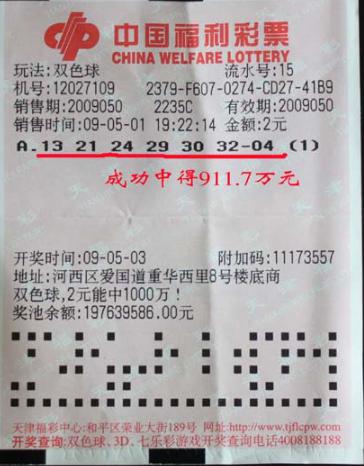 中国福利彩票
CHINA WELFARE LOTTERY
玩法:双色球 流水号:15
机号:12027109 2379-F607-0274-CD27-41B9
销售期:2009050 2235C 有效期:2009050
销售时间:09-05-01 19:22:14 金额:2元
A.13 21 24 29 30 32-04 (1)
成功中得911.7万元
开奖时间:09-05-03 附加码:11173557
地址:河西区爱国道重华西里8号楼底商
双色球,2元能中1000万!
奖池余额:197639586.00元
天津福彩中心:和平区荣业大街189号 网址:http://www.tjflcpw.com
开奖查询:双色球、3D、七乐彩游戏开奖查询电话4008188188